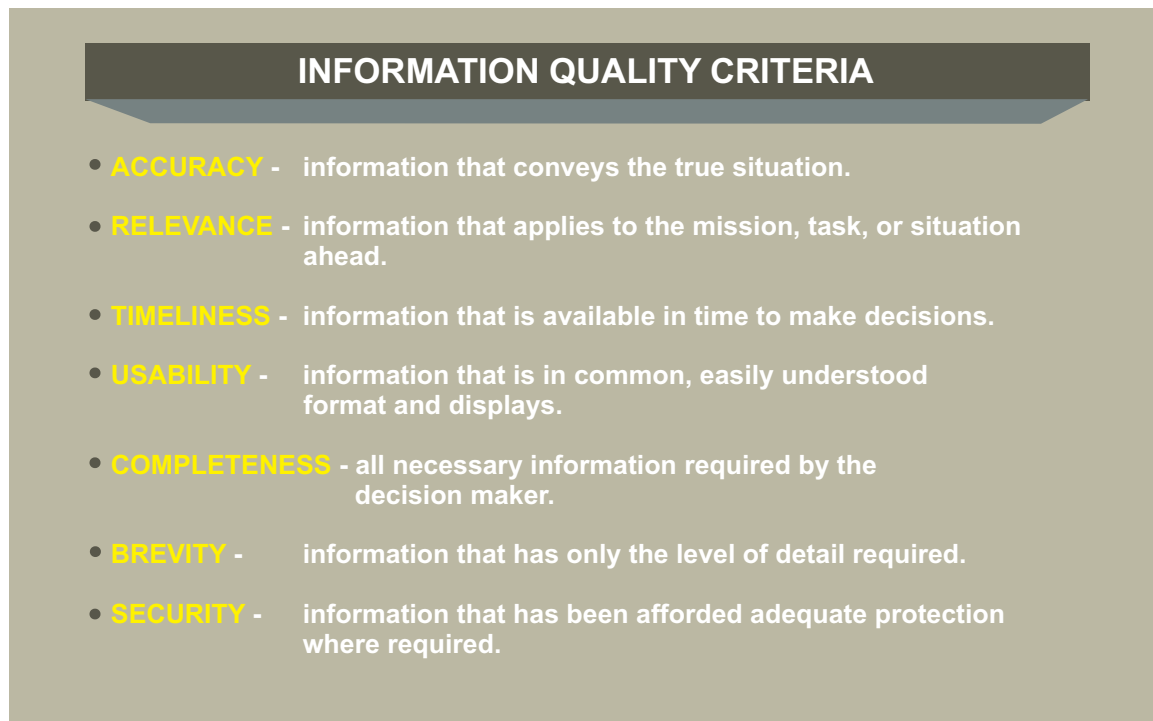 INFORMATION QUALITY CRITERIA
• ACCURACY - information that conveys the true situation.
• RELEVANCE - information that applies to the mission, task, or situation
ahead.
• TIMELINESS - information that is available in time to make decisions.
• USABILITY - information that is in common, easily understood
format and displays.
• COMPLETENESS - all necessary information required by the
decision maker.
• BREVITY - information that has only the level of detail required.
• SECURITY - information that has been afforded adequate protection
where required.